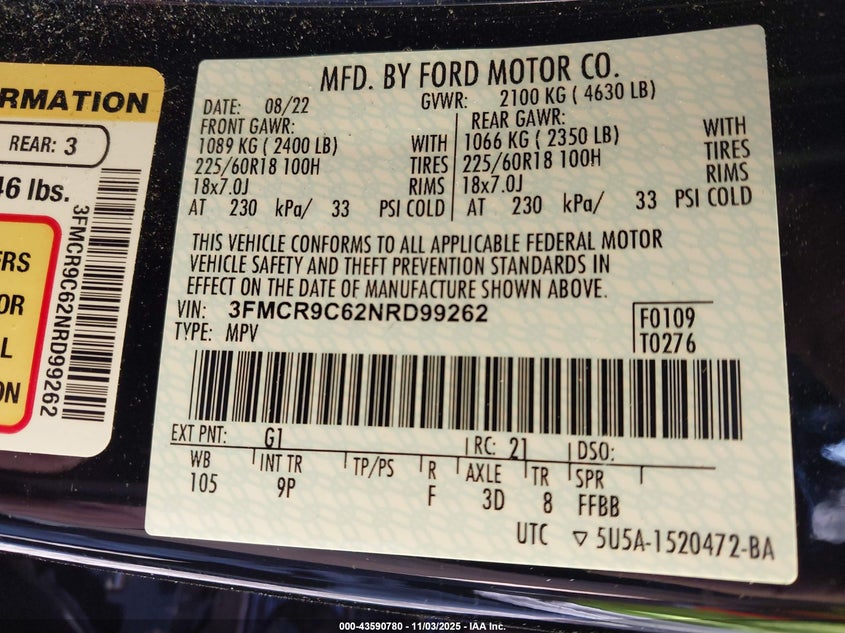 RMATION
REAR: 3
46 lbs.
3FMCR9C62NRD99262
ERS
OR
L
ON
MFD. BY FORD MOTOR CO.
DATE: 08/22 GVWR: 2100 KG ( 4630 LB)
FRONT GAWR: REAR GAWR:
1089 KG ( 2400 LB) WITH 1066 KG ( 2350 LB) WITH
225/60R18 100H TIRES 225/60R18 100H TIRES
18x7.0J RIMS 18x7.0J RIMS
AT 230 kPa/ 33 PSI COLD AT 230 kPa/ 33 PSI COLD
THIS VEHICLE CONFORMS TO ALL APPLICABLE FEDERAL MOTOR
VEHICLE SAFETY AND THEFT PREVENTION STANDARDS IN
EFFECT ON THE DATE OF MANUFACTURE SHOWN ABOVE.
VIN: 3FMCR9C62NRD99262 F0109
TYPE: MPV T0276
EXT PNT: G1 RC: 21 DSO:
WB INT TR TP/PS R AXLE TR SPR
105 9P F 3D 8 FFBB
UTC ▽ 5U5A-1520472-BA
000-43590780 - 11/03/2025 - IAA Inc.